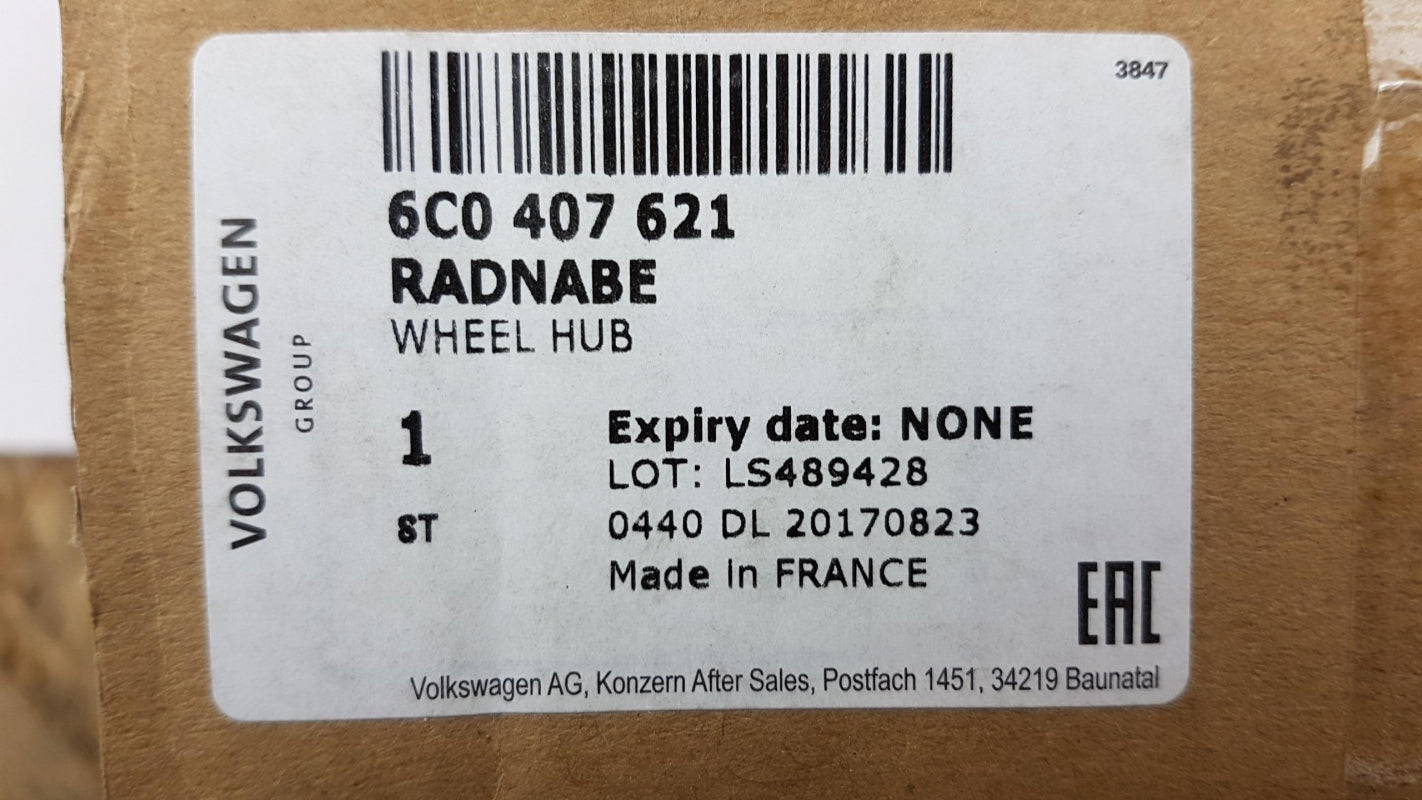 3847
6C0 407 621
RADNABE
WHEEL HUB
VOLKSWAGEN
GROUP
1
ST
Expiry date: NONE
LOT: LS489428
0440 DL 20170823
Made in FRANCE
EAC
Volkswagen AG, Konzern After Sales, Postfach 1451, 34219 Baunatal